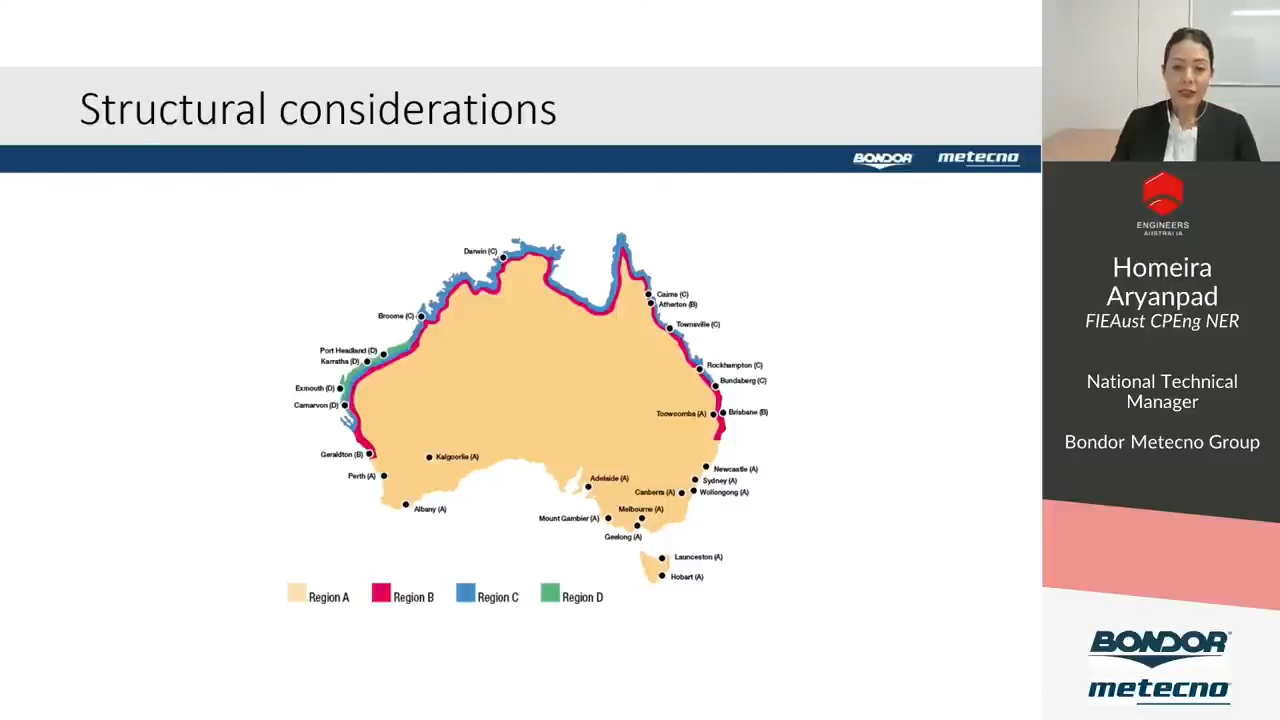 Structural considerations
BONDOR metecno
Darwin (C)
Cairns (C)
Atherton (B)
Broome (C)
Townsville (C)
Port Headland (D)
Karratha (D)
Rockhampton (C)
Bundaberg (C)
Exmouth (D)
Carnarvon (D)
Toowoomba (A)
Brisbane (B)
Geraldton (B)
Kalgoorlie (A)
Perth (A)
Newcastle (A)
Adelaide (A)
Sydney (A)
Canberra (A)
Wollongong (A)
Albany (A)
Melbourne (A)
Mount Gambier (A)
Geelong (A)
Launceston (A)
Hobart (A)
Region A Region B Region C Region D
ENGINEERS
AUSTRALIA
Homeira
Aryanpad
FIEAust CPEng NER
National Technical
Manager
Bondor Metecno Group
BONDOR
metecno